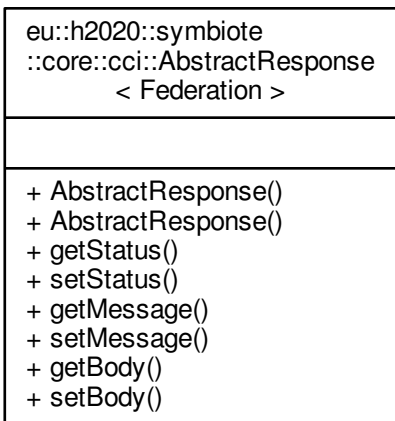 eu::h2020::symbiote
::core::cci::AbstractResponse
< Federation >
+ AbstractResponse()
+ AbstractResponse()
+ getStatus()
+ setStatus()
+ getMessage()
+ setMessage()
+ getBody()
+ setBody()